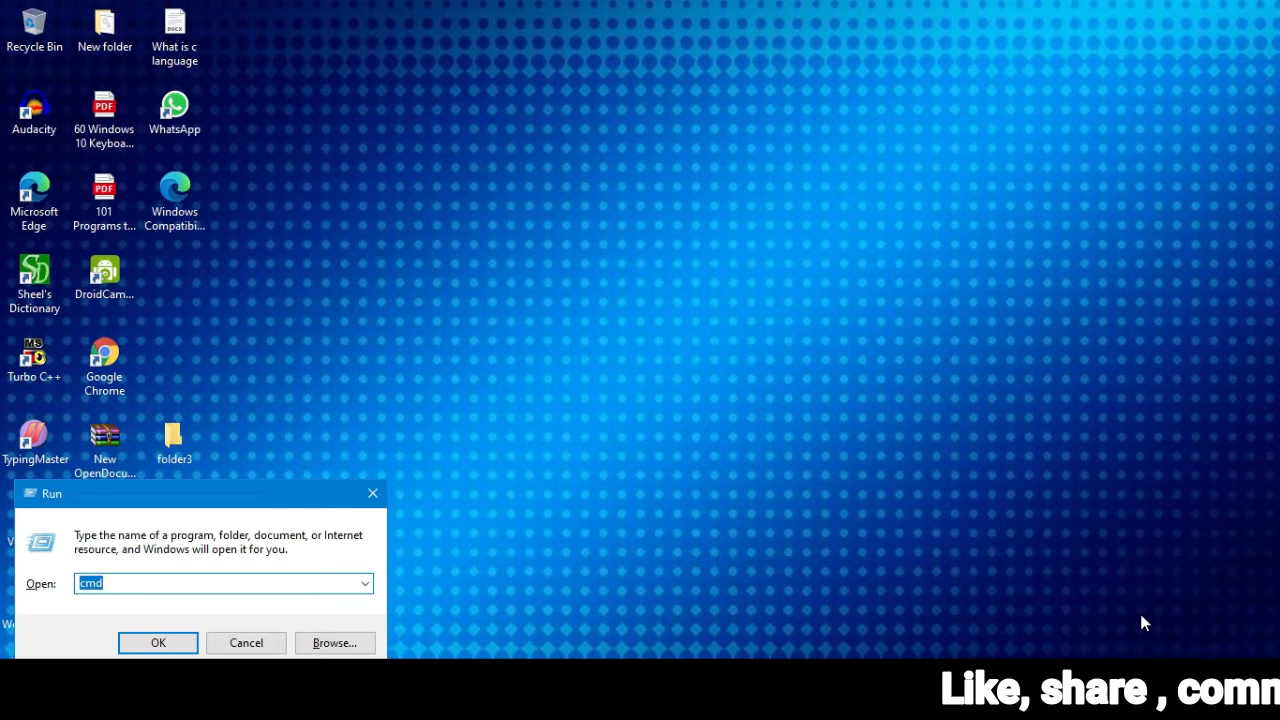 Recycle Bin
New folder
What is c
language
Audacity
60 Windows
10 Keyboa...
WhatsApp
Microsoft
Edge
101
Programs t...
Windows
Compatibi...
Sheel's
Dictionary
DroidCam...
Turbo C++
Google
Chrome
TypingMaster
New
OpenDocu...
folder3
Run
Type the name of a program, folder, document, or Internet
resource, and Windows will open it for you.
Open:
cmd
OK
Cancel
Browse...
Like, share , comm